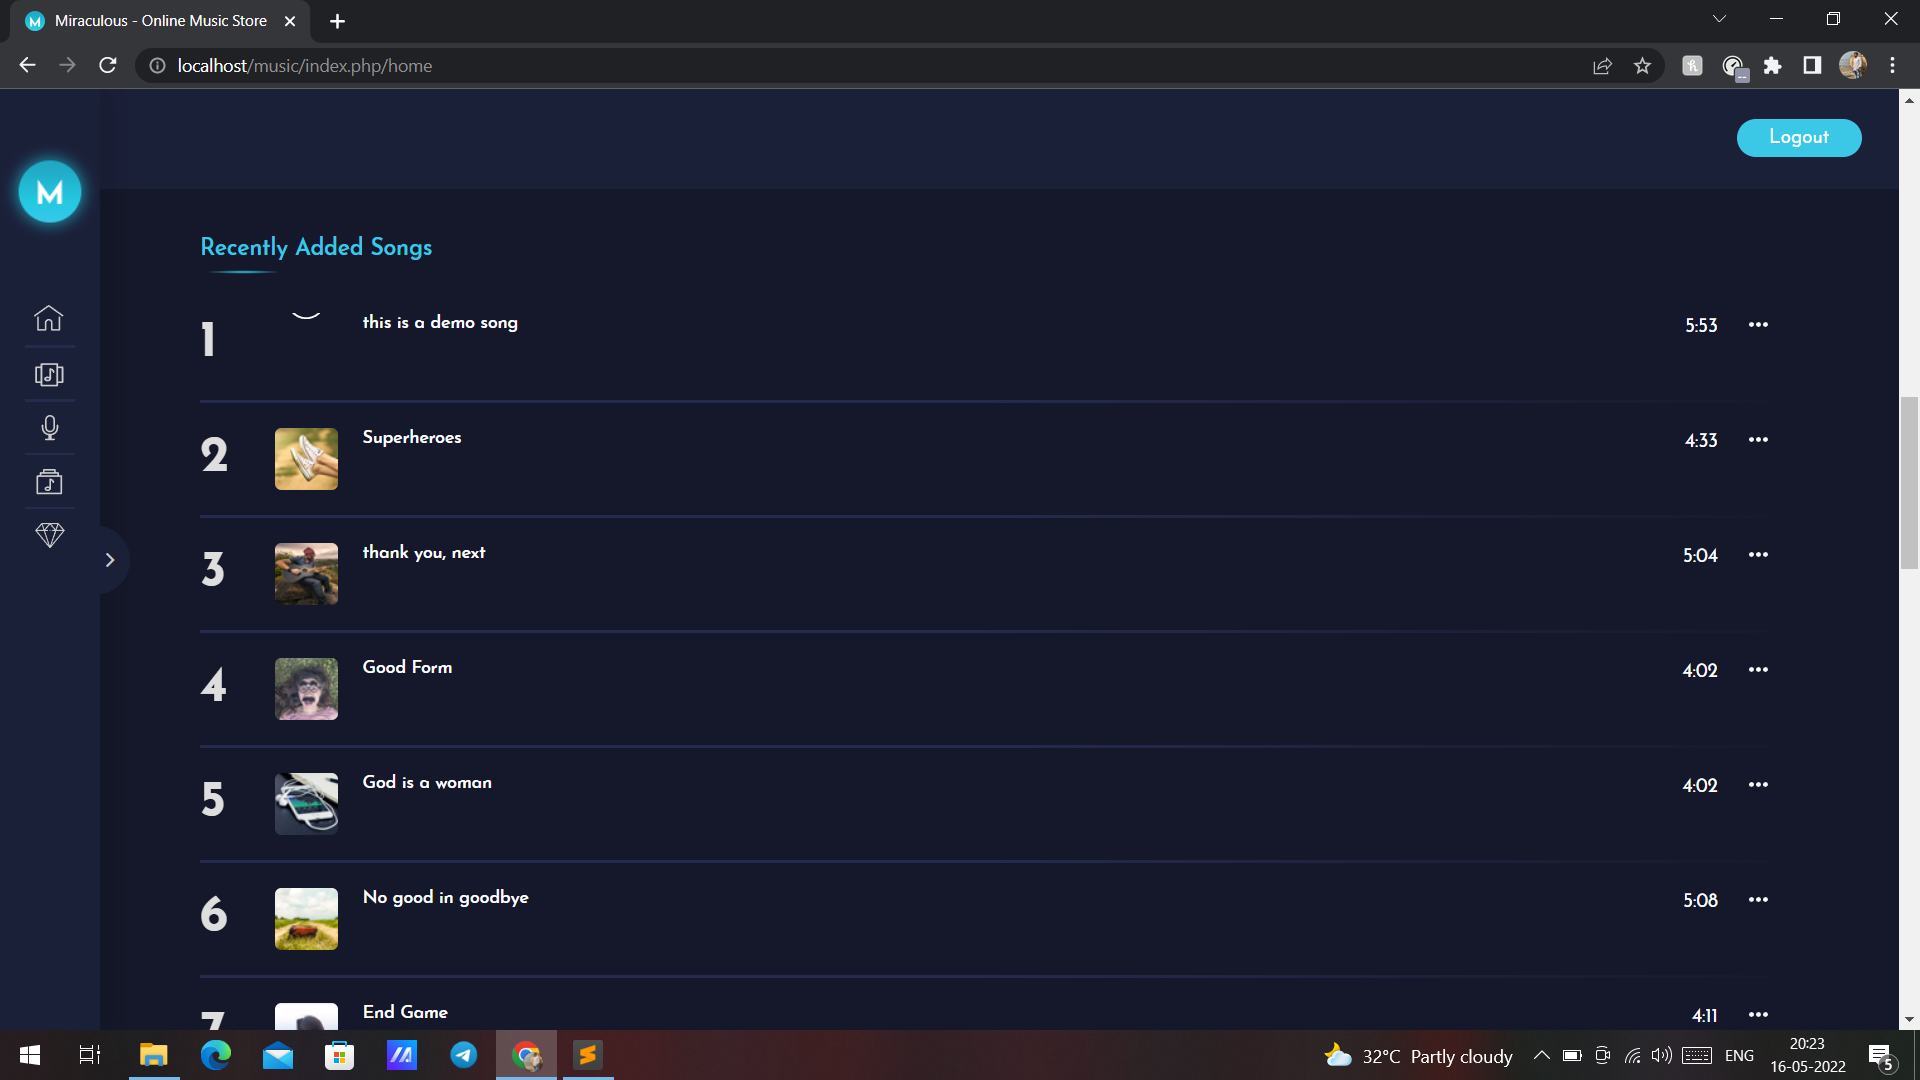 Miraculous - Online Music Store
localhost/music/index.php/home
Logout
M
Recently Added Songs
1 this is a demo song 5:53
2 Superheroes 4:33
3 thank you, next 5:04
4 Good Form 4:02
5 God is a woman 4:02
6 No good in goodbye 5:08
7 End Game 4:11
32°C Partly cloudy
ENG
20:23
16-05-2022
5